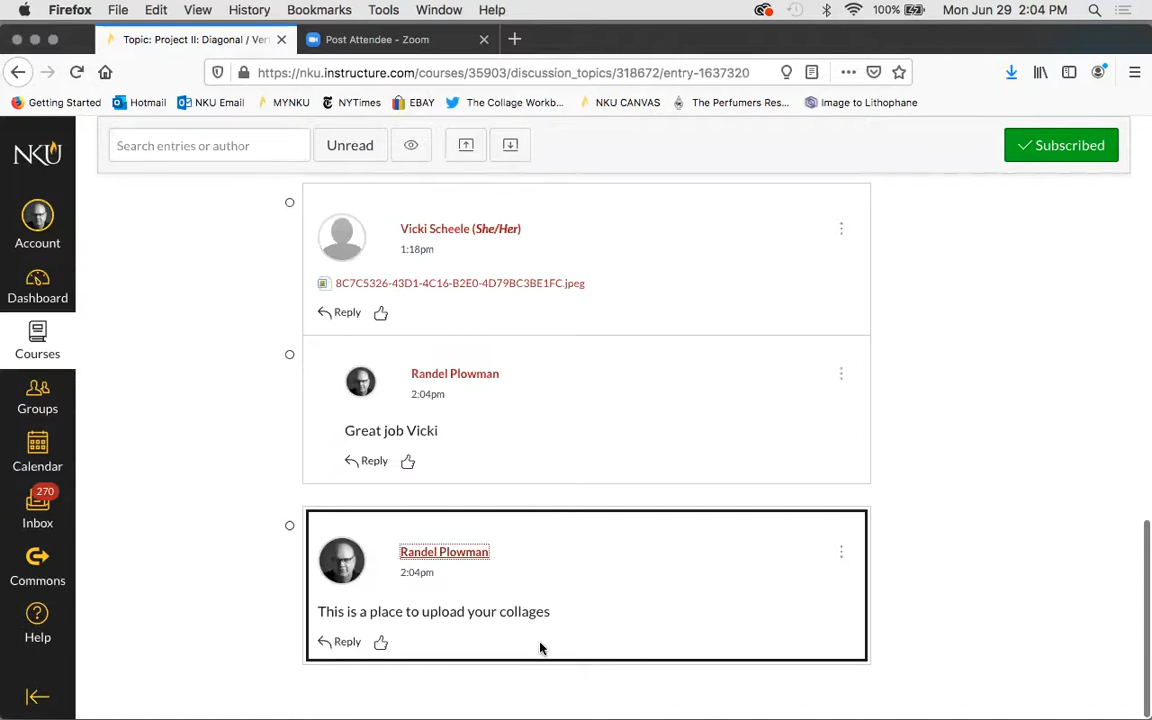 Firefox File Edit View History Bookmarks Tools Window Help 100% Mon Jun 29 2:04 PM
Topic: Project II: Diagonal / Ver Post Attendee - Zoom
https://nku.instructure.com/courses/35903/discussion_topics/318672/entry-1637320
Getting Started Hotmail NKU Email MYNKU NYTimes EBAY The Collage Workb... NKU CANVAS The Perfumers Res... Image to Lithophane
NKU
Account
Dashboard
Courses
Groups
Calendar
270
Inbox
Commons
Help
Search entries or author Unread Subscribed
Vicki Scheele (She/Her)
1:18pm
8C7C5326-43D1-4C16-B2E0-4D79BC3BE1FC.jpeg
Reply
Randel Plowman
2:04pm
Great job Vicki
Reply
Randel Plowman
2:04pm
This is a place to upload your collages
Reply